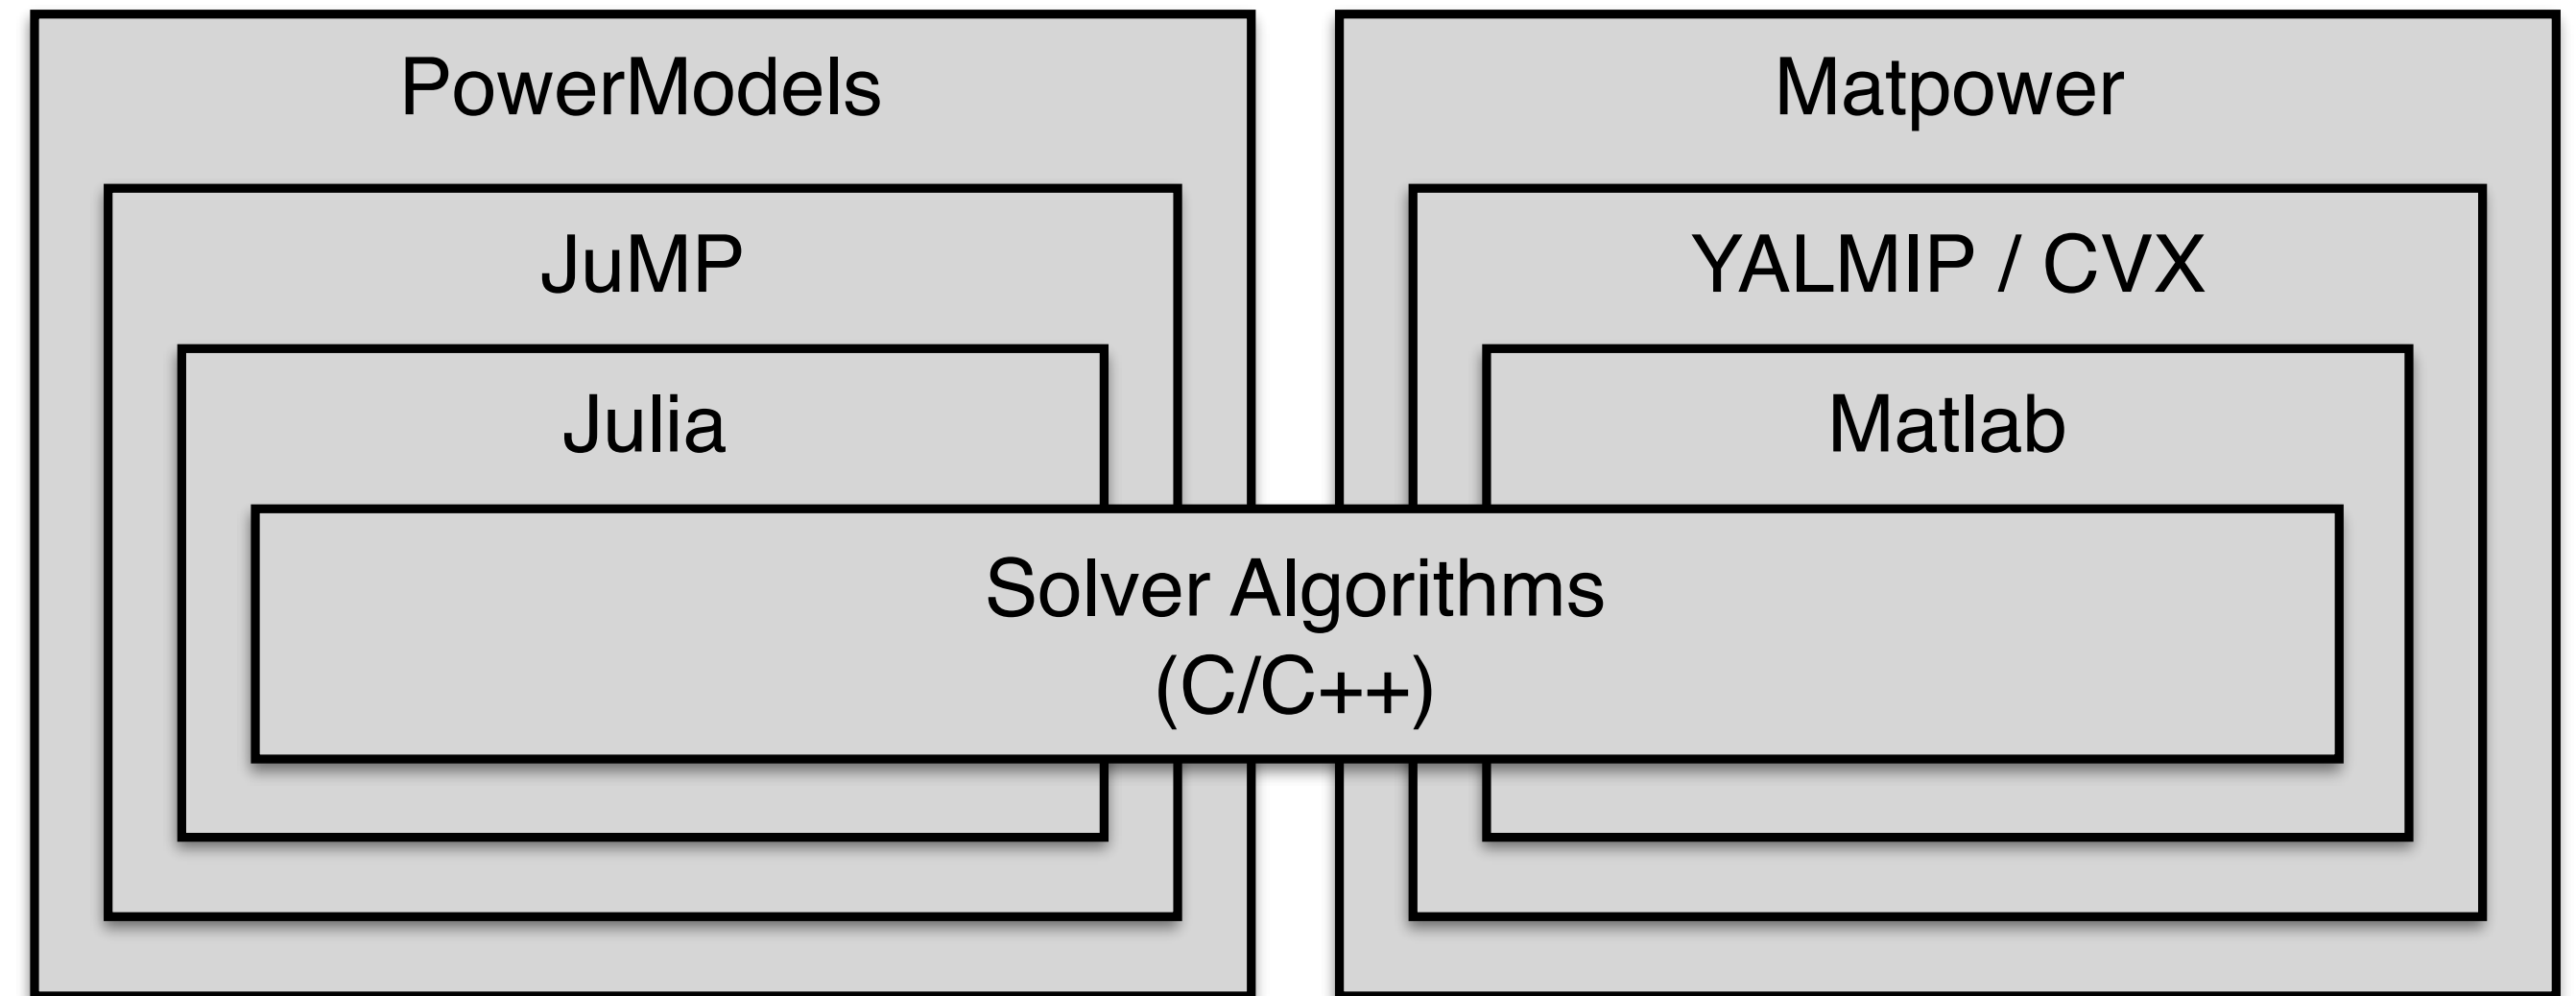 PowerModels
JuMP
Julia
Matpower
YALMIP / CVX
Matlab
Solver Algorithms
(C/C++)